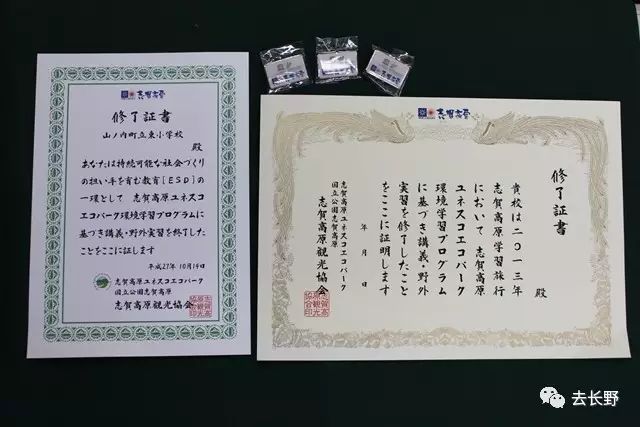 志賀高原
修了証書
山ノ内町立東小学校
殿
あなたは持続可能な社会づくり
の担い手を育む教育[ESD]の
一環として 志賀高原ユネスコ
エコパーク環境学習プログラムに
基づき講義・野外実習を終了した
ことをここに証します
平成27年10月14日
志賀高原ユネスコエコパーク
国立公園志賀高原
志賀高原観光協会
志賀高原
修了証書
殿
貴校は二〇一三年
志賀高原学習旅行
において 志賀高原
ユネスコエコパーク
環境学習プログラム
に基づき講義・野外
実習を修了したこと
をここに証明します
年 月 日
志賀高原ユネスコエコパーク
国立公園志賀高原
志賀高原観光協会
去长野